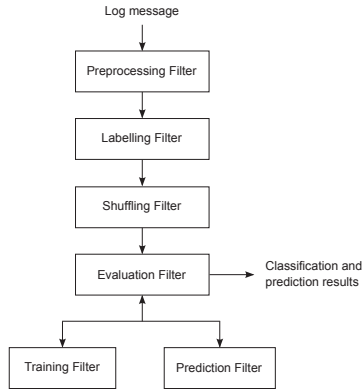 Log message
Preprocessing Filter
Labelling Filter
Shuffling Filter
Evaluation Filter
Classification and
prediction results
Training Filter
Prediction Filter